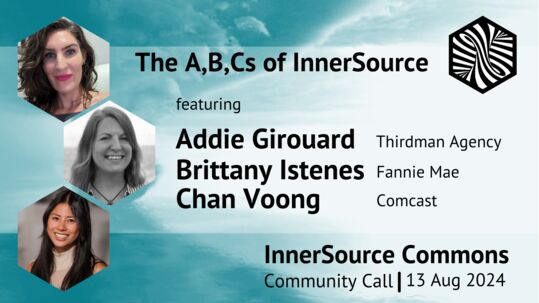 The A,B,Cs of InnerSource
featuring
Addie Girouard Thirdman Agency
Brittany Istenes Fannie Mae
Chan Voong Comcast
InnerSource Commons
Community Call | 13 Aug 2024